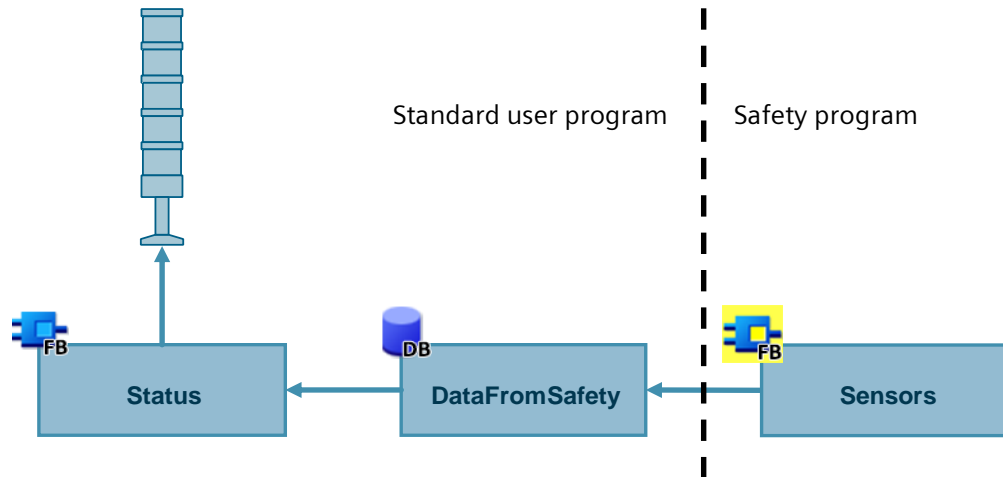 Standard user program
Safety program
FB
DB
FB
Status
DataFromSafety
Sensors